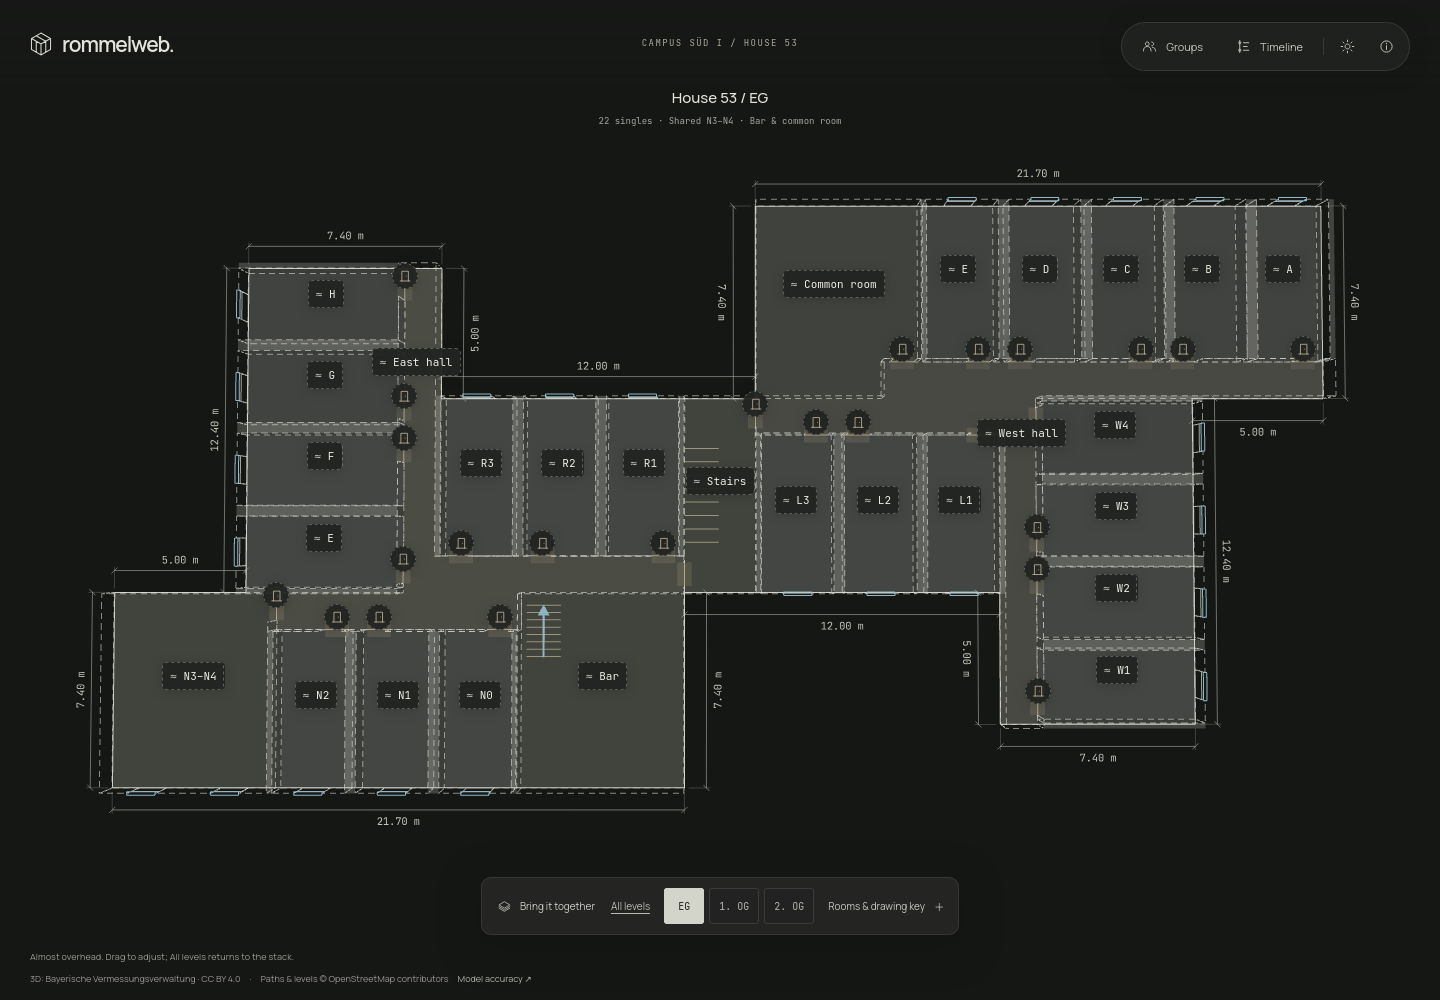 rommelweb.
CAMPUS SÜD I / HOUSE 53
Groups
Timeline
House 53 / EG
22 singles · Shared N3–N4 · Bar & common room
21.70 m
7.40 m
7.40 m
7.40 m
≈ Common room
≈ E
≈ D
≈ C
≈ B
≈ A
≈ H
5.00 m
≈ East hall
≈ G
12.00 m
12.40 m
≈ F
≈ R3
≈ R2
≈ R1
≈ Stairs
≈ E
≈ L3
≈ L2
≈ L1
≈ West hall
≈ W4
5.00 m
≈ W3
≈ W2
12.40 m
≈ W1
5.00 m
12.00 m
5.00 m
7.40 m
≈ N3–N4
≈ N2
≈ N1
≈ N0
≈ Bar
7.40 m
7.40 m
21.70 m
Bring it together
All levels
EG
1. OG
2. OG
Rooms & drawing key +
Almost overhead. Drag to adjust; All levels returns to the stack.
3D: Bayerische Vermessungsverwaltung · CC BY 4.0 · Paths & levels © OpenStreetMap contributors Model accuracy ↗